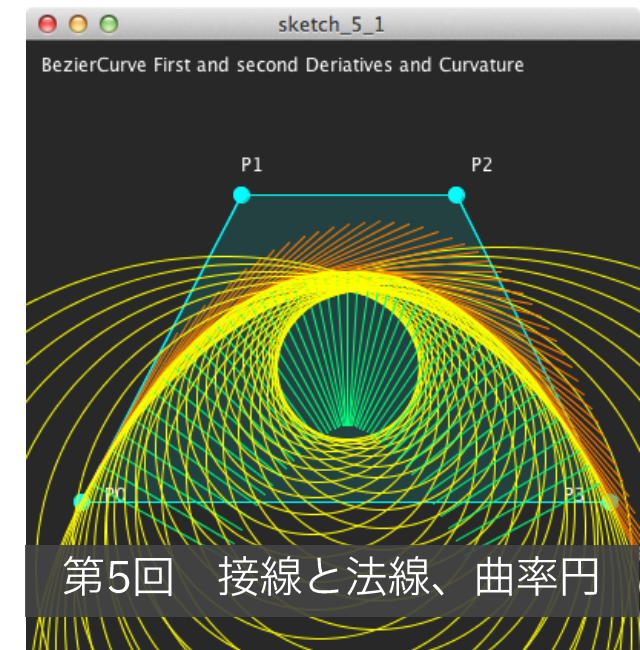 sketch_5_1
BezierCurve First and second Deriatives and Curvature
P1 P2
P0 P3
第5回　接線と法線、曲率円